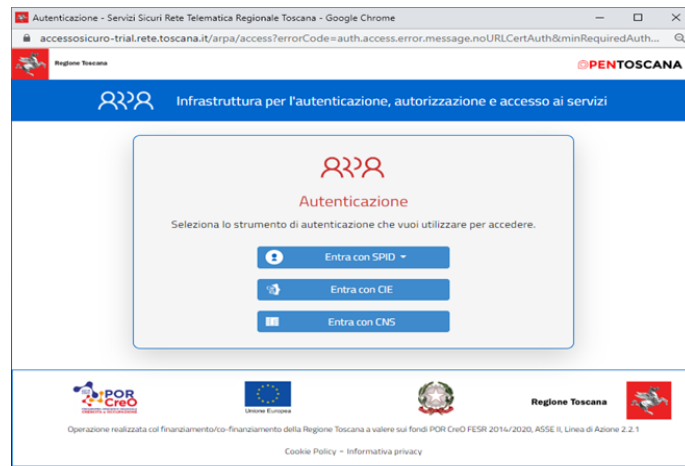 Autenticazione - Servizi Sicuri Rete Telematica Regionale Toscana - Google Chrome
accessosicuro-trial.rete.toscana.it/arpa/access?errorCode=auth.access.error.message.noURLCertAuth&minRequiredAuth...
Regione Toscana
OPENTOSCANA
Infrastruttura per l'autenticazione, autorizzazione e accesso ai servizi
Autenticazione
Seleziona lo strumento di autenticazione che vuoi utilizzare per accedere.
Entra con SPID
Entra con CIE
Entra con CNS
POR
CreO
Unione Europea
Regione Toscana
Operazione realizzata col finanziamento/co-finanziamento della Regione Toscana a valere sui fondi POR CreO FESR 2014/2020, ASSE II, Linea di Azione 2.2.1
Cookie Policy - Informativa privacy